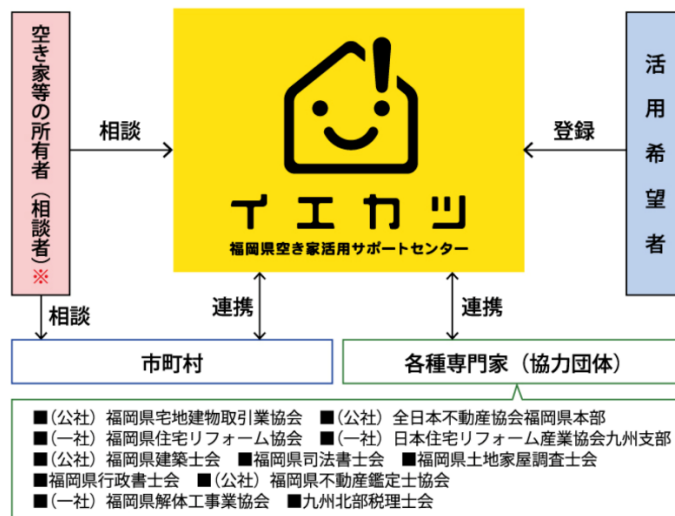 空き家等の所有者（相談者）※
相談
イエカツ
福岡県空き家活用サポートセンター
登録
活用希望者
相談
連携
連携
市町村
各種専門家（協力団体）
■（公社）福岡県宅地建物取引業協会　■（公社）全日本不動産協会福岡県本部
■（一社）福岡県住宅リフォーム協会　■（一社）日本住宅リフォーム産業協会九州支部
■（公社）福岡県建築士会　■福岡県司法書士会　■福岡県土地家屋調査士会
■福岡県行政書士会　■（公社）福岡県不動産鑑定士協会
■（一社）福岡県解体工事業協会　■九州北部税理士会